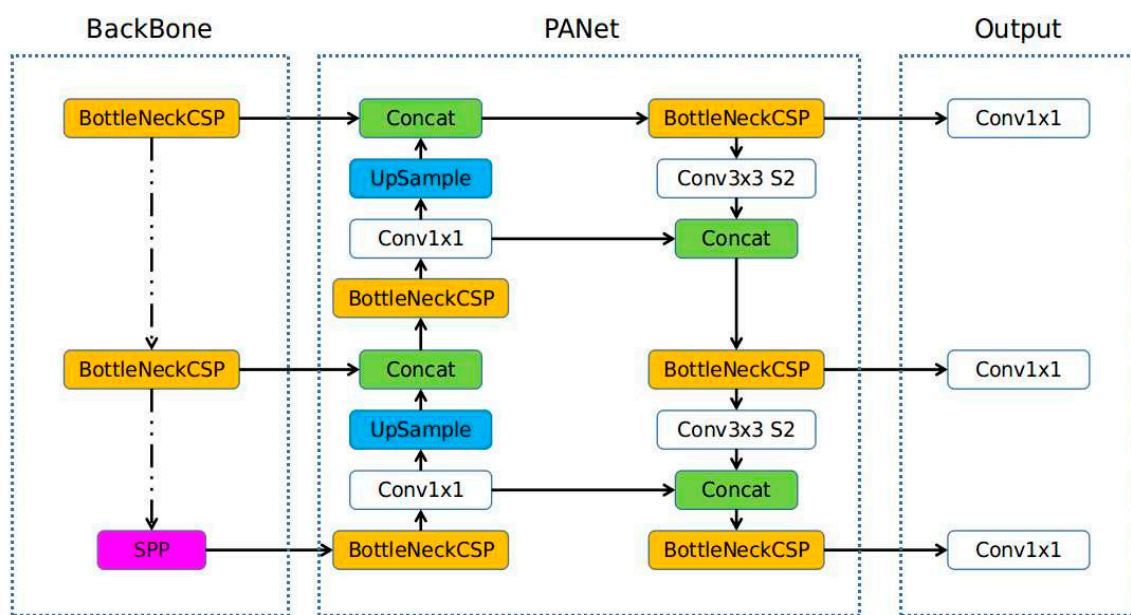 BackBone
PANet
Output
BottleNeckCSP
Concat
BottleNeckCSP
Conv1x1
UpSample
Conv3x3 S2
Conv1x1
Concat
BottleNeckCSP
BottleNeckCSP
Concat
BottleNeckCSP
Conv1x1
UpSample
Conv3x3 S2
Conv1x1
Concat
SPP
BottleNeckCSP
BottleNeckCSP
Conv1x1